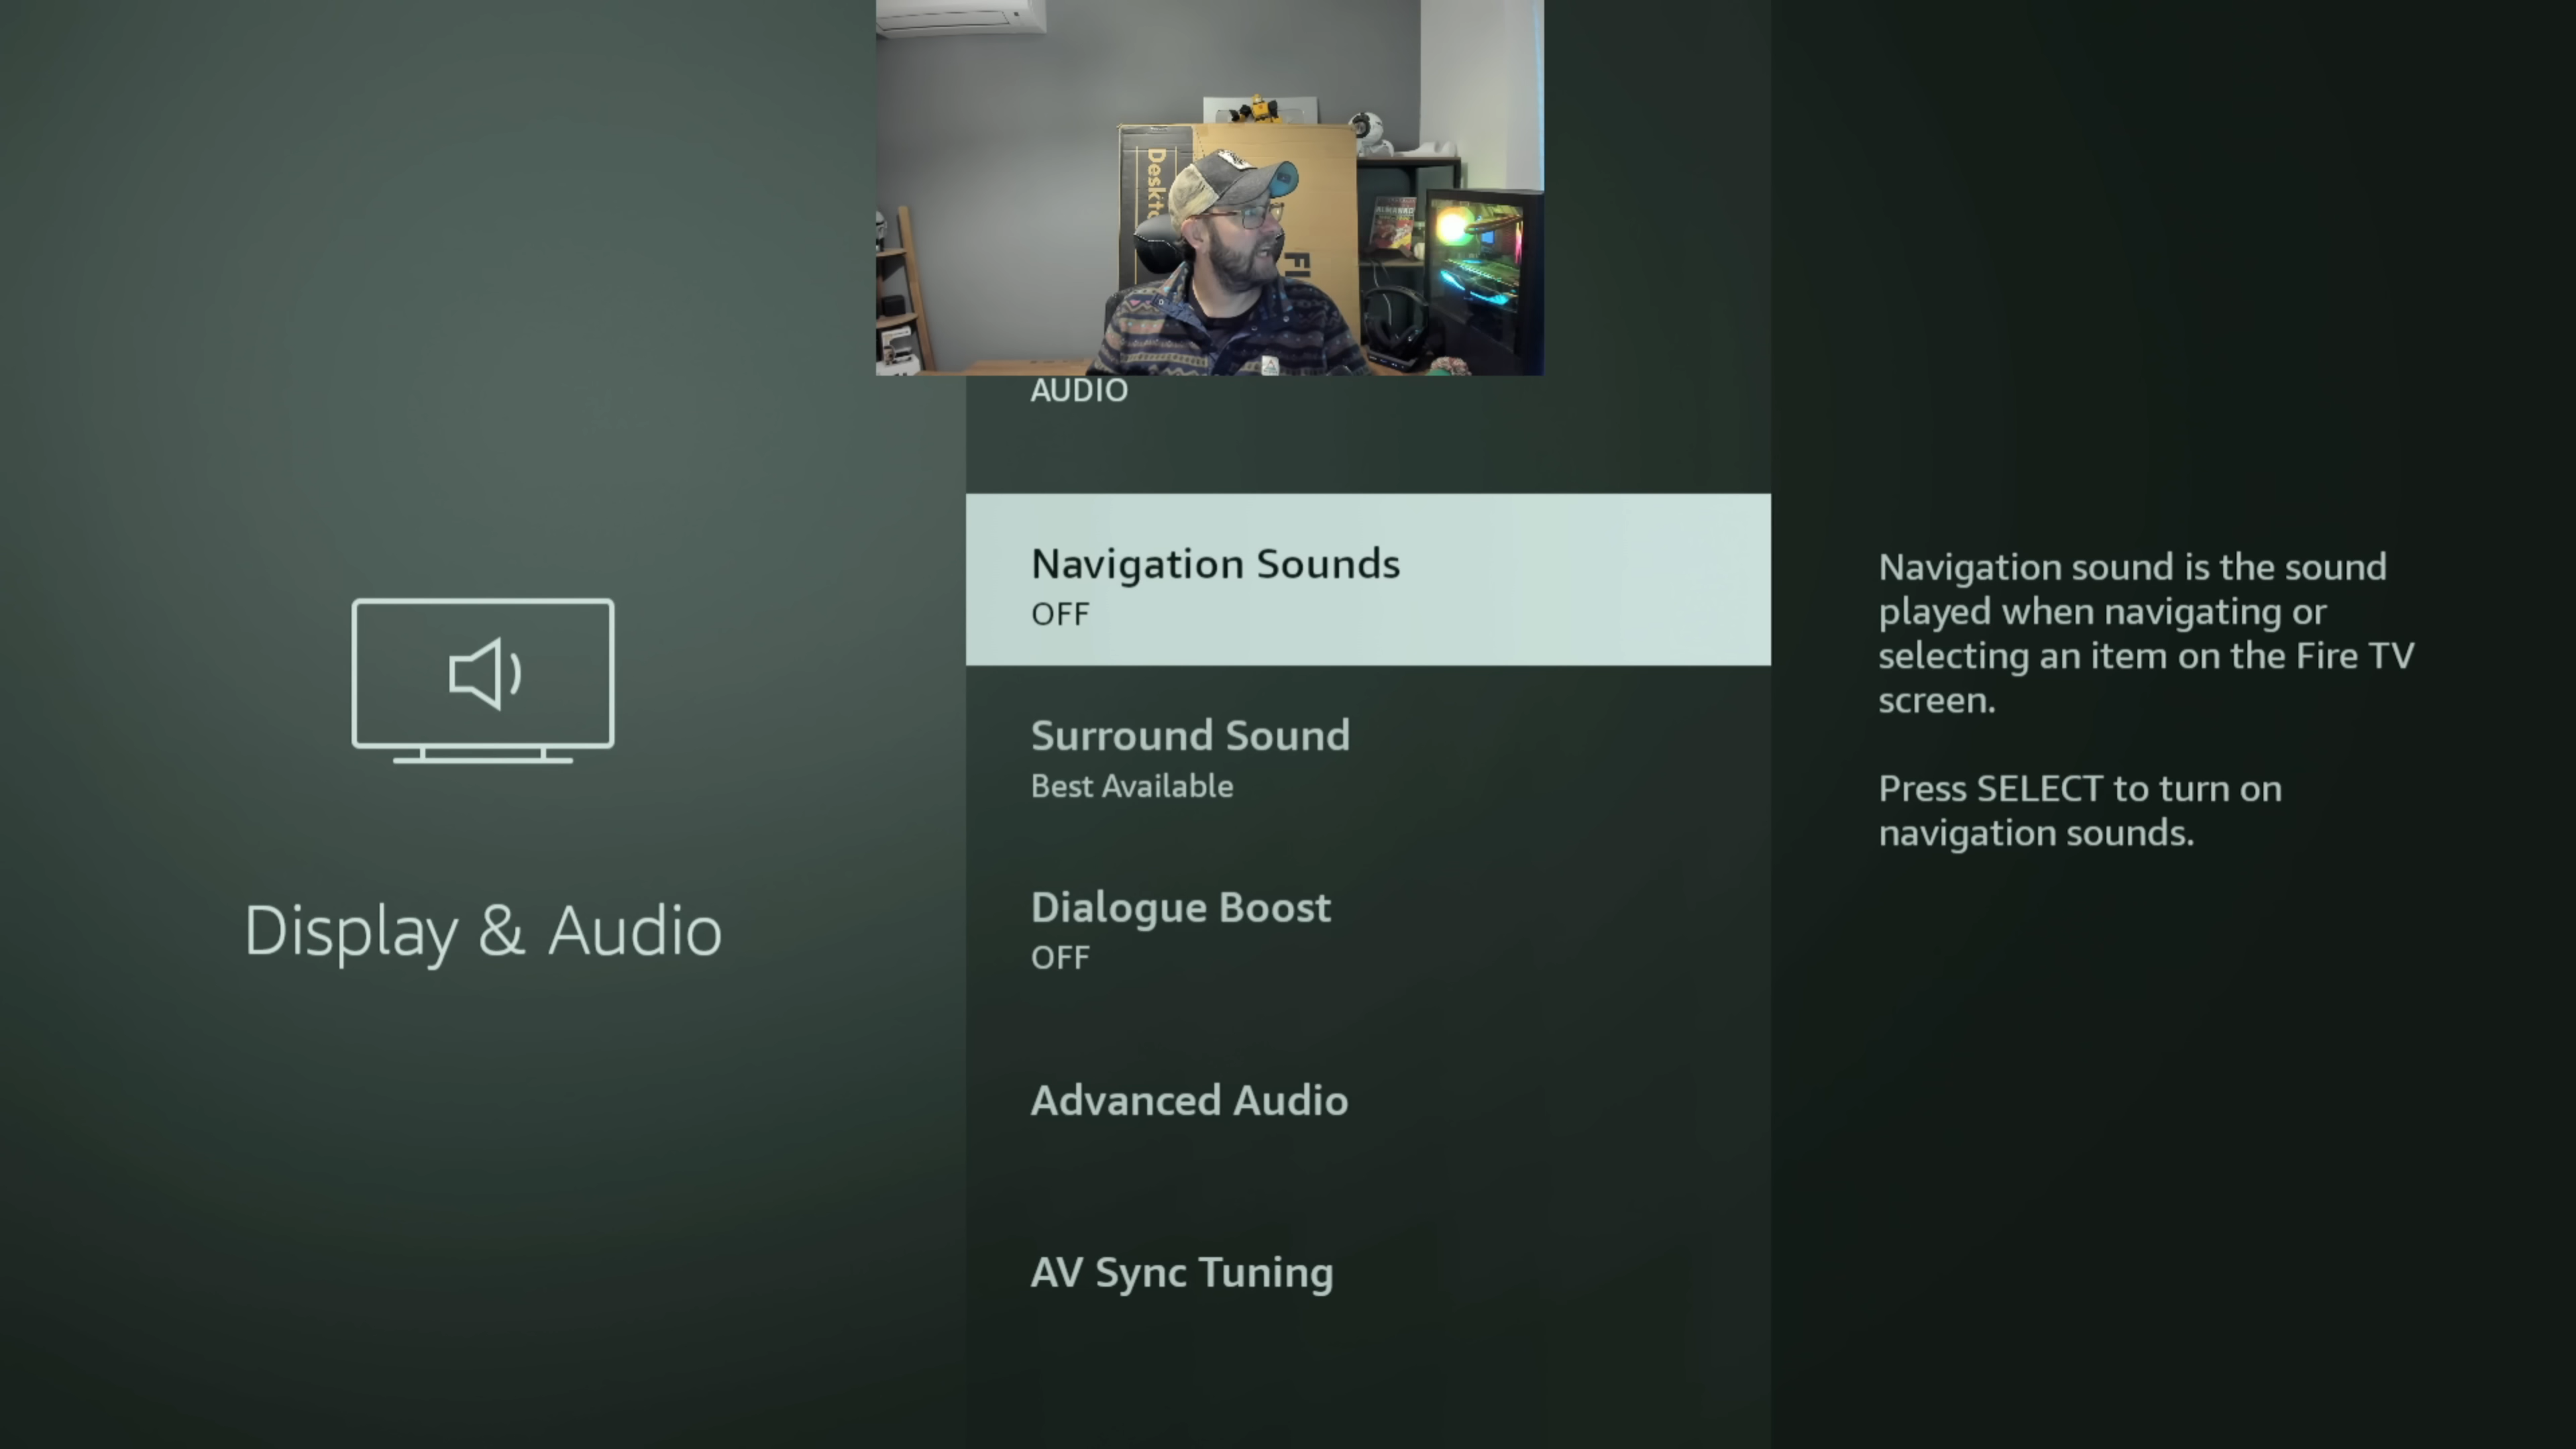 Deskto
FL
AUDIO
Navigation Sounds
OFF
Surround Sound
Best Available
Dialogue Boost
OFF
Advanced Audio
AV Sync Tuning
Display & Audio
Navigation sound is the sound
played when navigating or
selecting an item on the Fire TV
screen.
Press SELECT to turn on
navigation sounds.